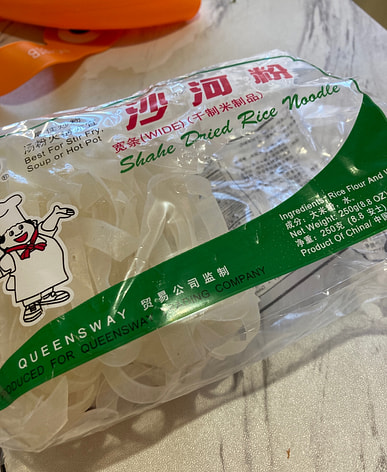 沙河粉
宽条(WIDE)(干制米制品)
Shahe Dried Rice Noodle
汤粉火
Best For Stir Fry,
Soup or Hot Pot
Ingredients: Rice Flour And
成分: 大米粉, 水,
Net Weight: 250g(8.8 OZ)
净重: 250克 (8.8 安士)
Product Of China/
QUEENSWAY 贸易公司监制
PRODUCED FOR QUEENSWAY COMPANY